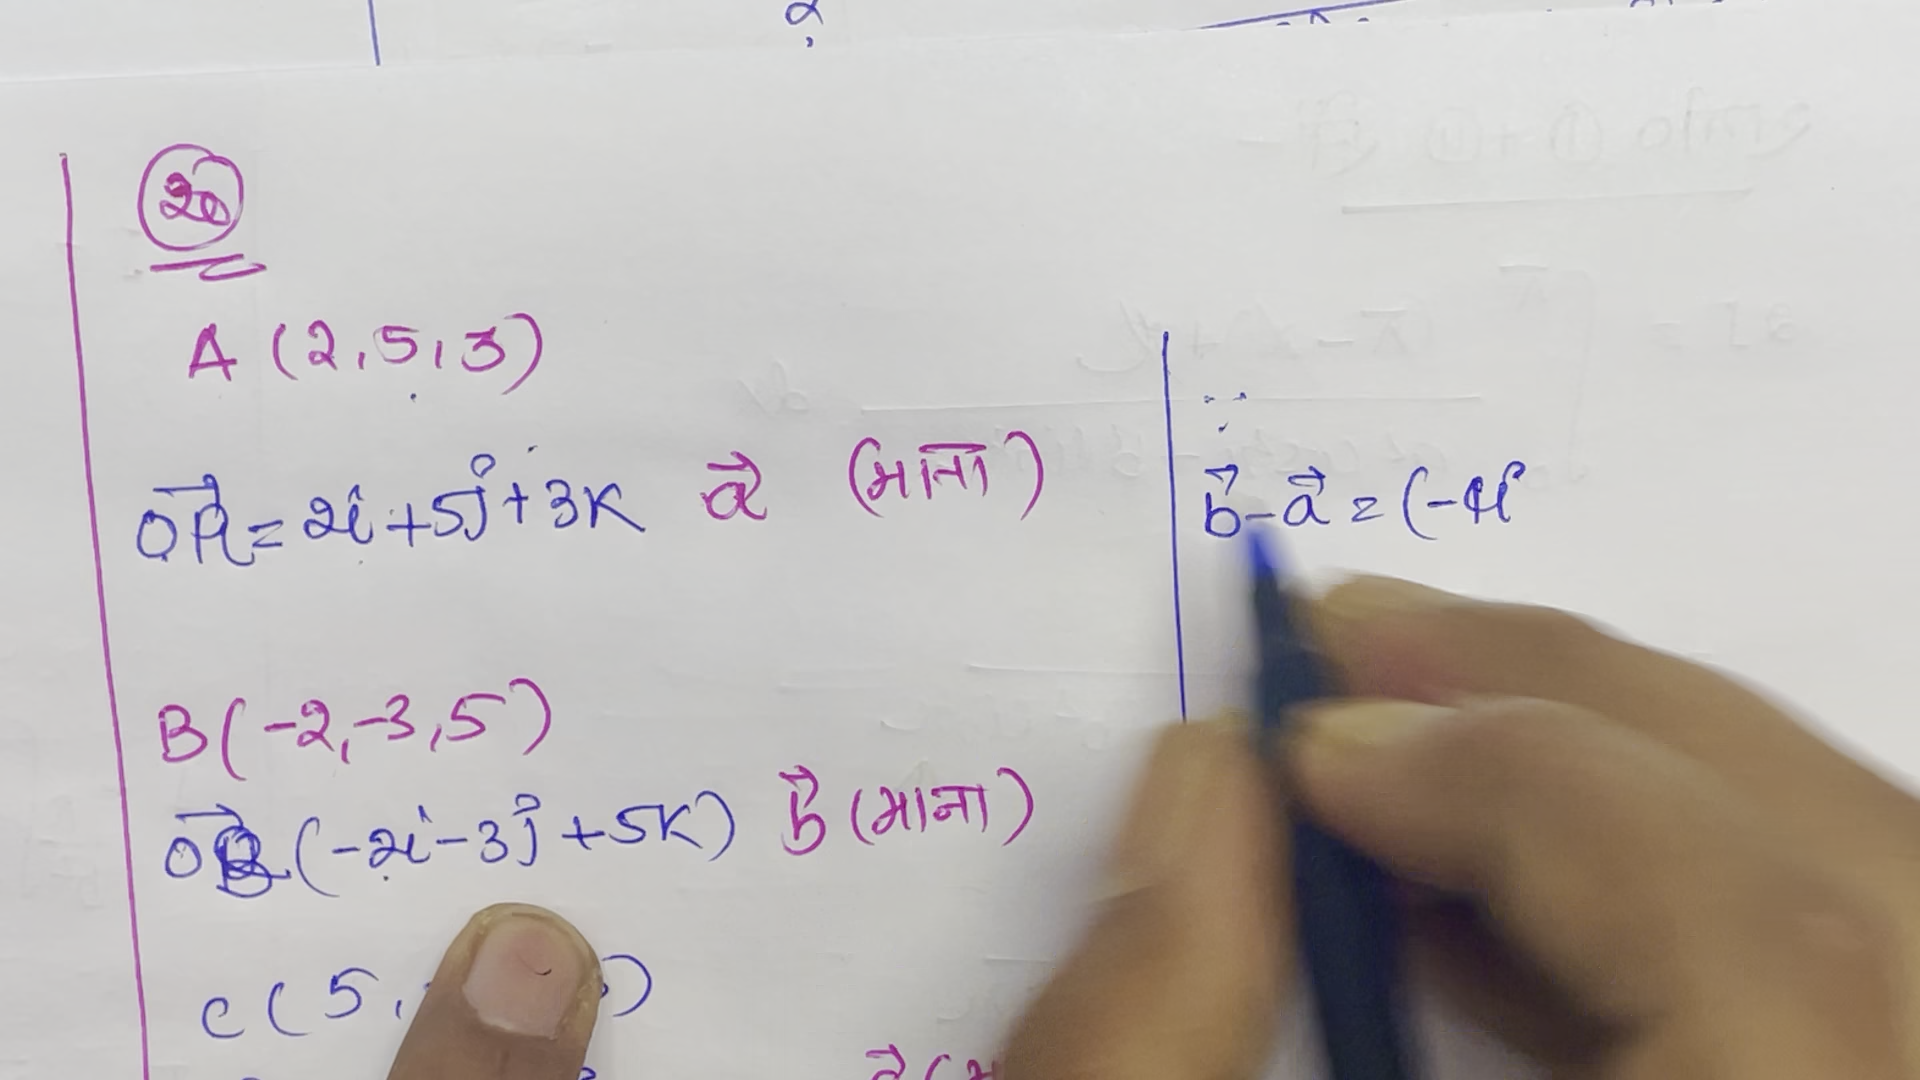 20
A (2, 5, 3)
OA = 2i + 5j + 3K a (माना)
B (-2, -3, 5)
OB (-2i - 3j + 5K) b (माना)
C ( 5,
b - a = (-4i